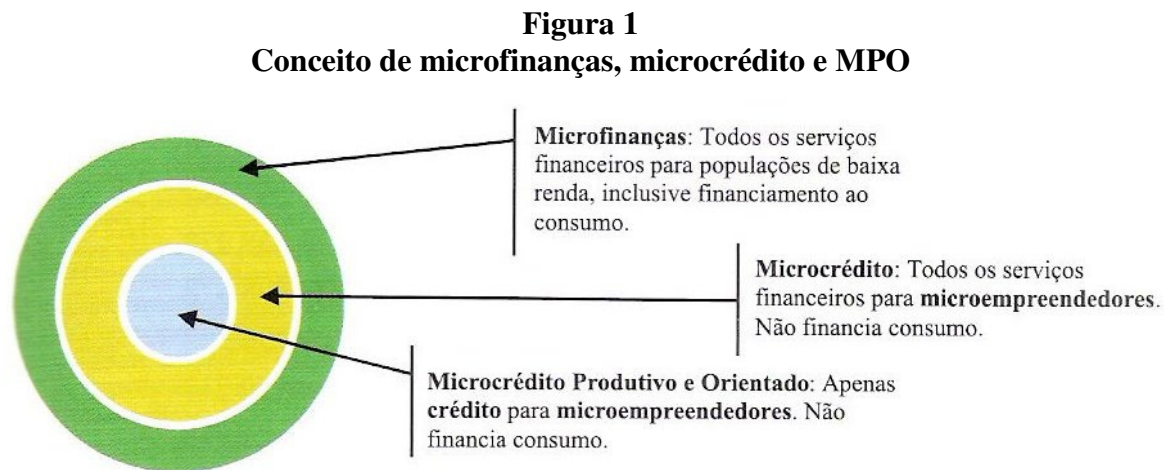 Figura 1
Conceito de microfinanças, microcrédito e MPO
Microfinanças: Todos os serviços
financeiros para populações de baixa
renda, inclusive financiamento ao
consumo.
Microcrédito: Todos os serviços
financeiros para microempreendedores.
Não financia consumo.
Microcrédito Produtivo e Orientado: Apenas
crédito para microempreendedores. Não
financia consumo.